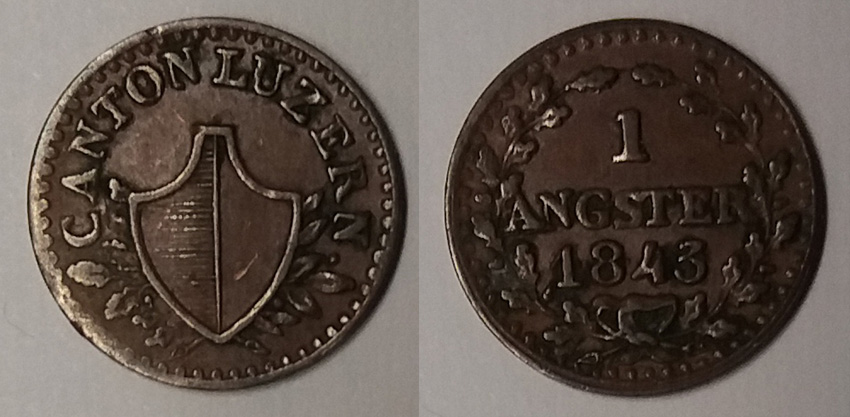 CANTON LUZERN
1
ANGSTER
1843